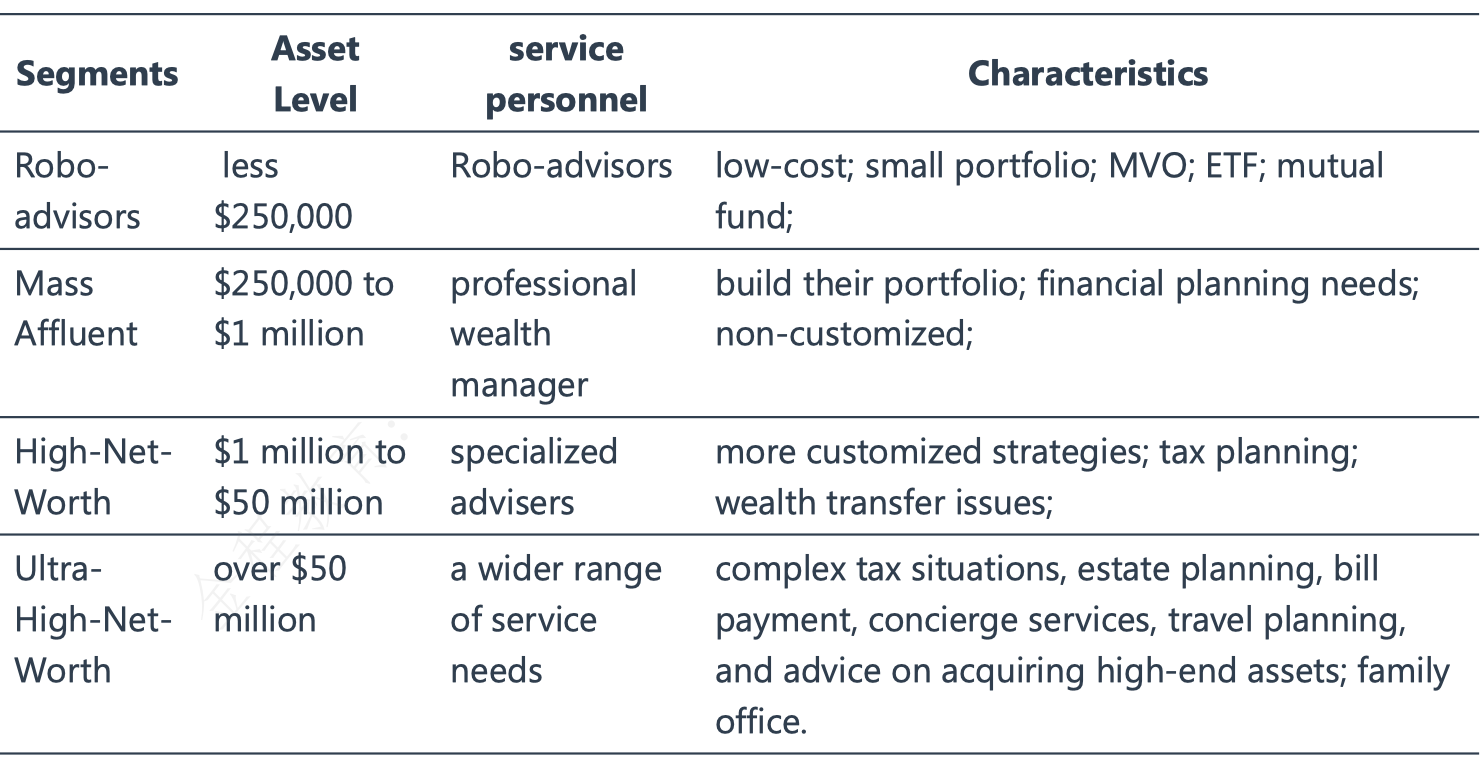 Segments Asset Level service personnel Characteristics
Robo-advisors less $250,000 Robo-advisors low-cost; small portfolio; MVO; ETF; mutual fund;
Mass Affluent $250,000 to $1 million professional wealth manager build their portfolio; financial planning needs; non-customized;
High-Net-Worth $1 million to $50 million specialized advisers more customized strategies; tax planning; wealth transfer issues;
Ultra-High-Net-Worth over $50 million a wider range of service needs complex tax situations, estate planning, bill payment, concierge services, travel planning, and advice on acquiring high-end assets; family office.
金程教育: